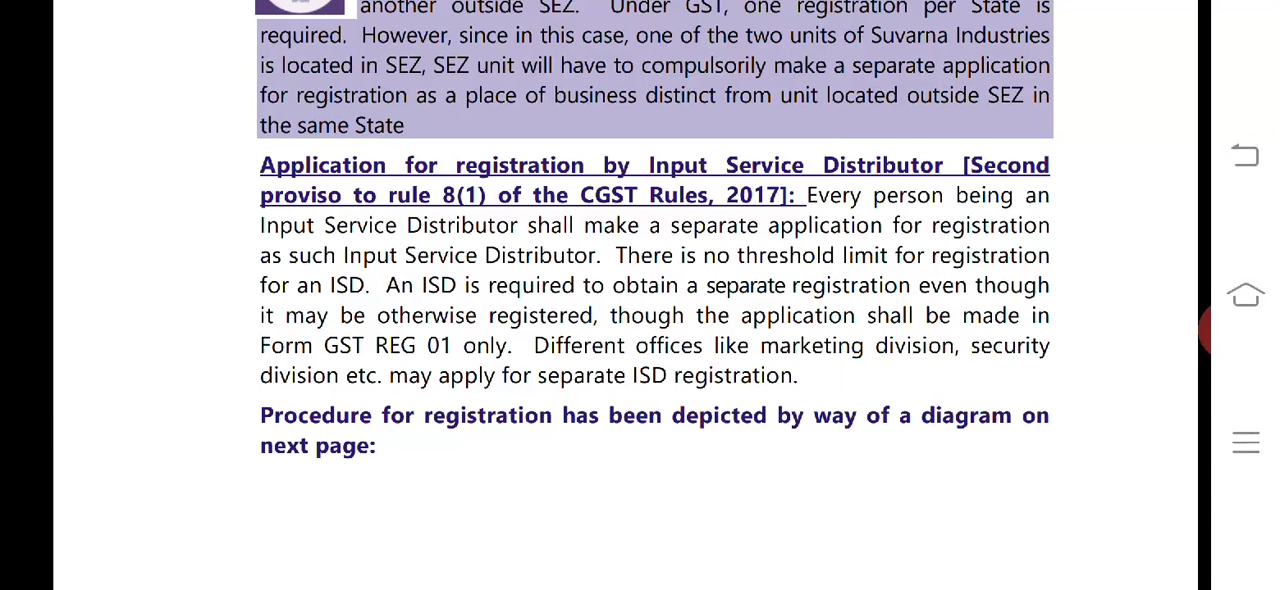 another outside SEZ. Under GST, one registration per State is
required. However, since in this case, one of the two units of Suvarna Industries
is located in SEZ, SEZ unit will have to compulsorily make a separate application
for registration as a place of business distinct from unit located outside SEZ in
the same State
Application for registration by Input Service Distributor [Second
proviso to rule 8(1) of the CGST Rules, 2017]: Every person being an
Input Service Distributor shall make a separate application for registration
as such Input Service Distributor. There is no threshold limit for registration
for an ISD. An ISD is required to obtain a separate registration even though
it may be otherwise registered, though the application shall be made in
Form GST REG 01 only. Different offices like marketing division, security
division etc. may apply for separate ISD registration.
Procedure for registration has been depicted by way of a diagram on
next page: